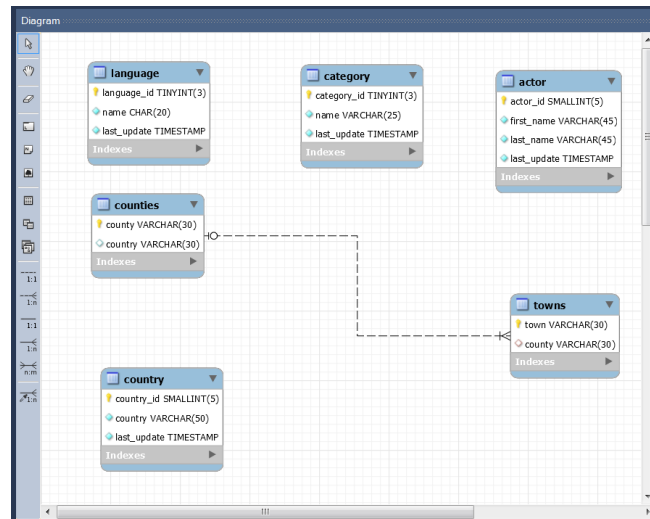 Diagram
language
language_id TINYINT(3)
name CHAR(20)
last_update TIMESTAMP
Indexes
category
category_id TINYINT(3)
name VARCHAR(25)
last_update TIMESTAMP
Indexes
actor
actor_id SMALLINT(5)
first_name VARCHAR(45)
last_name VARCHAR(45)
last_update TIMESTAMP
Indexes
counties
county VARCHAR(30)
country VARCHAR(30)
Indexes
towns
town VARCHAR(30)
county VARCHAR(30)
Indexes
country
country_id SMALLINT(5)
country VARCHAR(50)
last_update TIMESTAMP
Indexes
1:1
1:n
1:1
1:n
n:m
1:n